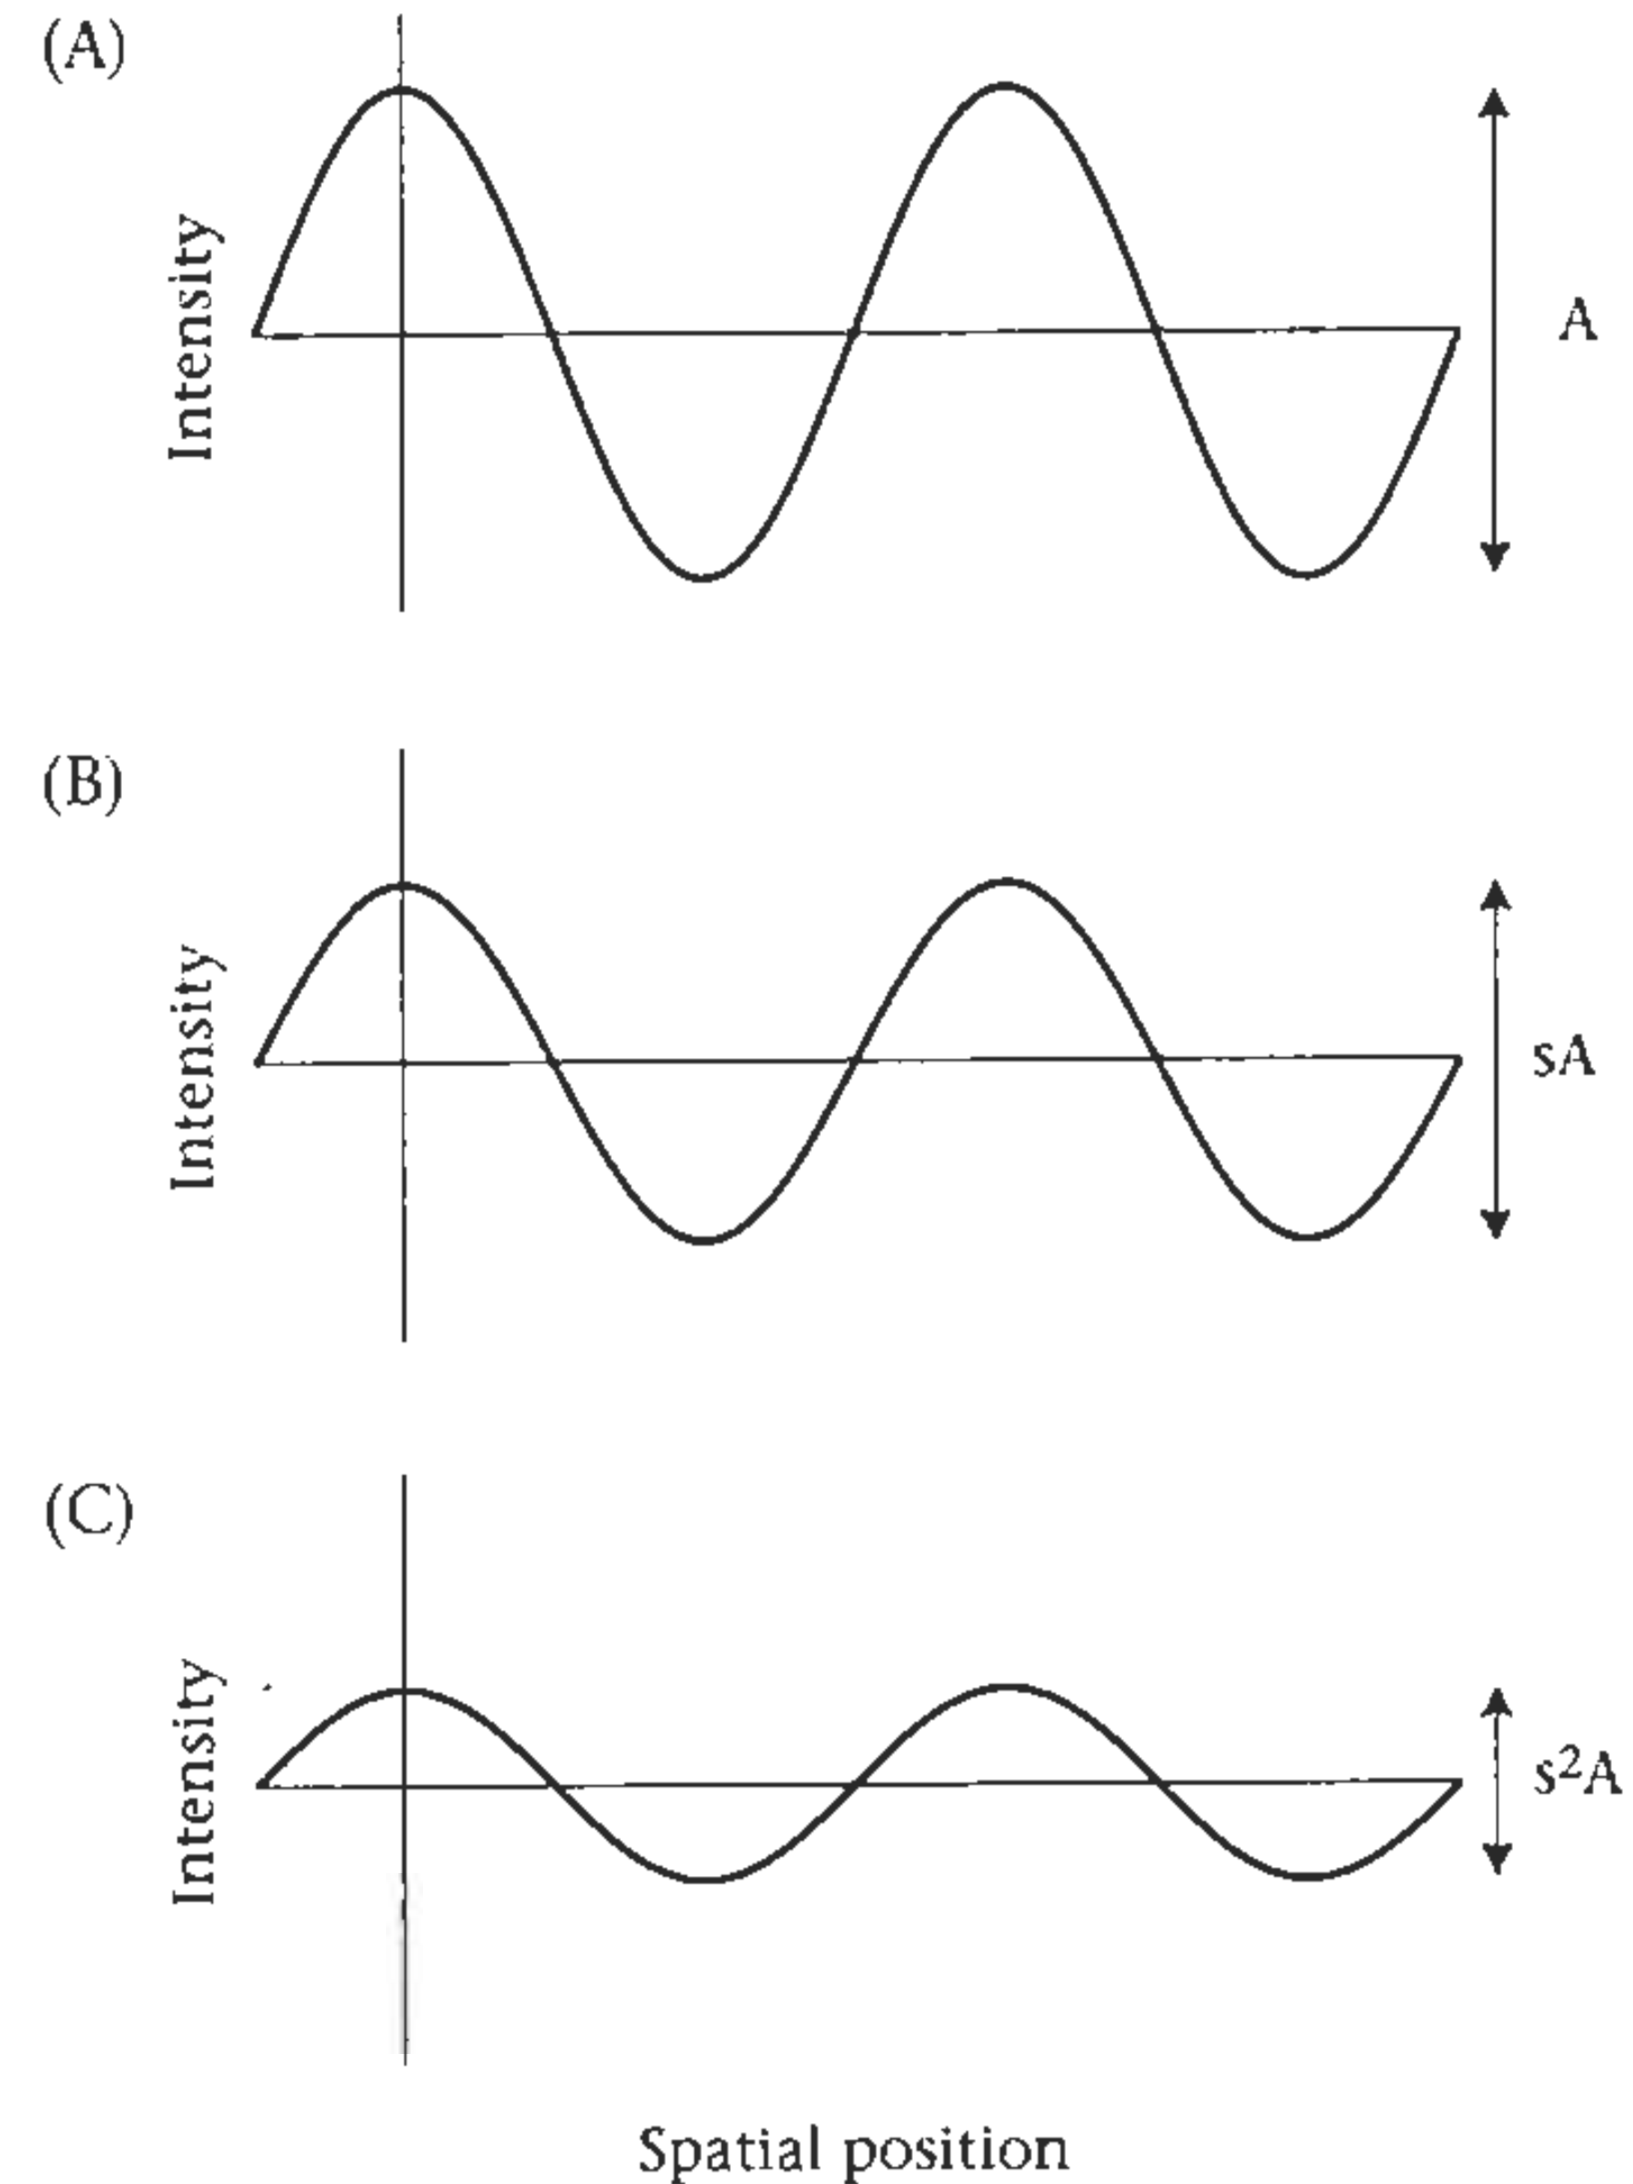 (A)
Intensity
A
(B)
Intensity
sA
(C)
Intensity
s²A
Spatial position